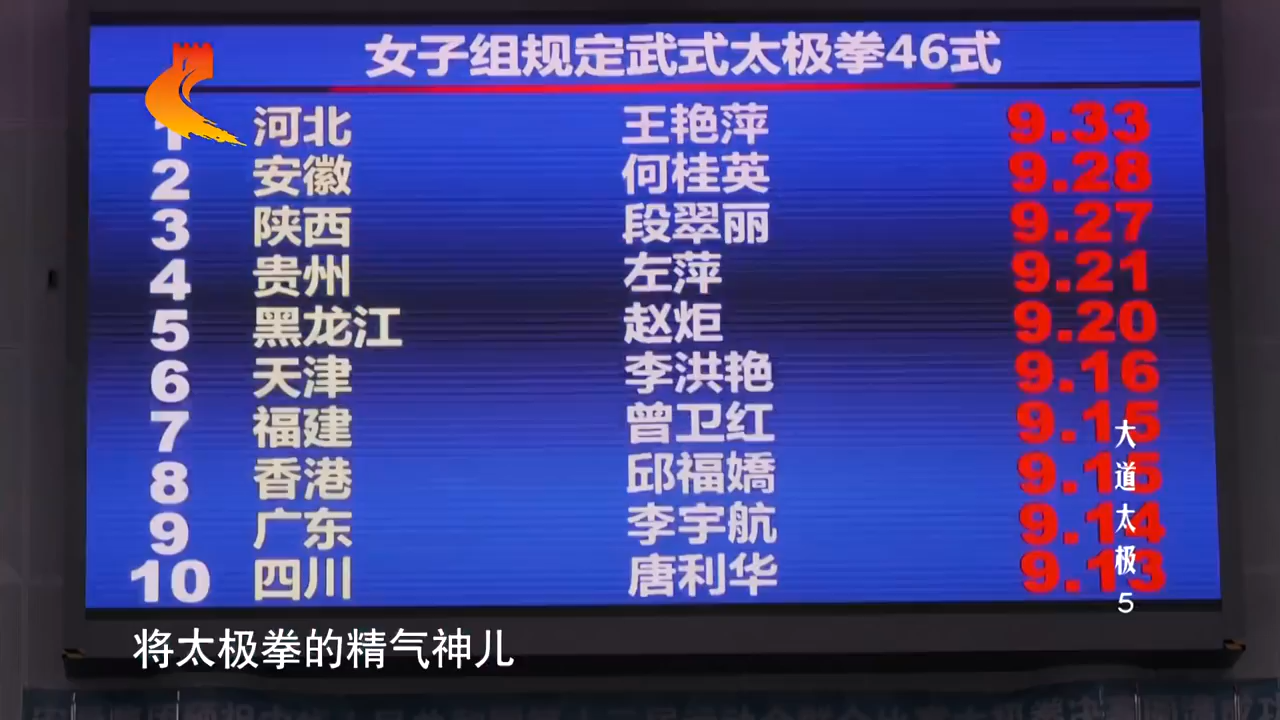 女子组规定武式太极拳46式
1 河北 王艳萍 9.33
2 安徽 何桂英 9.28
3 陕西 段翠丽 9.27
4 贵州 左萍 9.21
5 黑龙江 赵炬 9.20
6 天津 李洪艳 9.16
7 福建 曾卫红 9.15
8 香港 邱福嬌 9.15
9 广东 李宇航 9.14
10 四川 唐利华 9.13
大道太极5
将太极拳的精气神儿